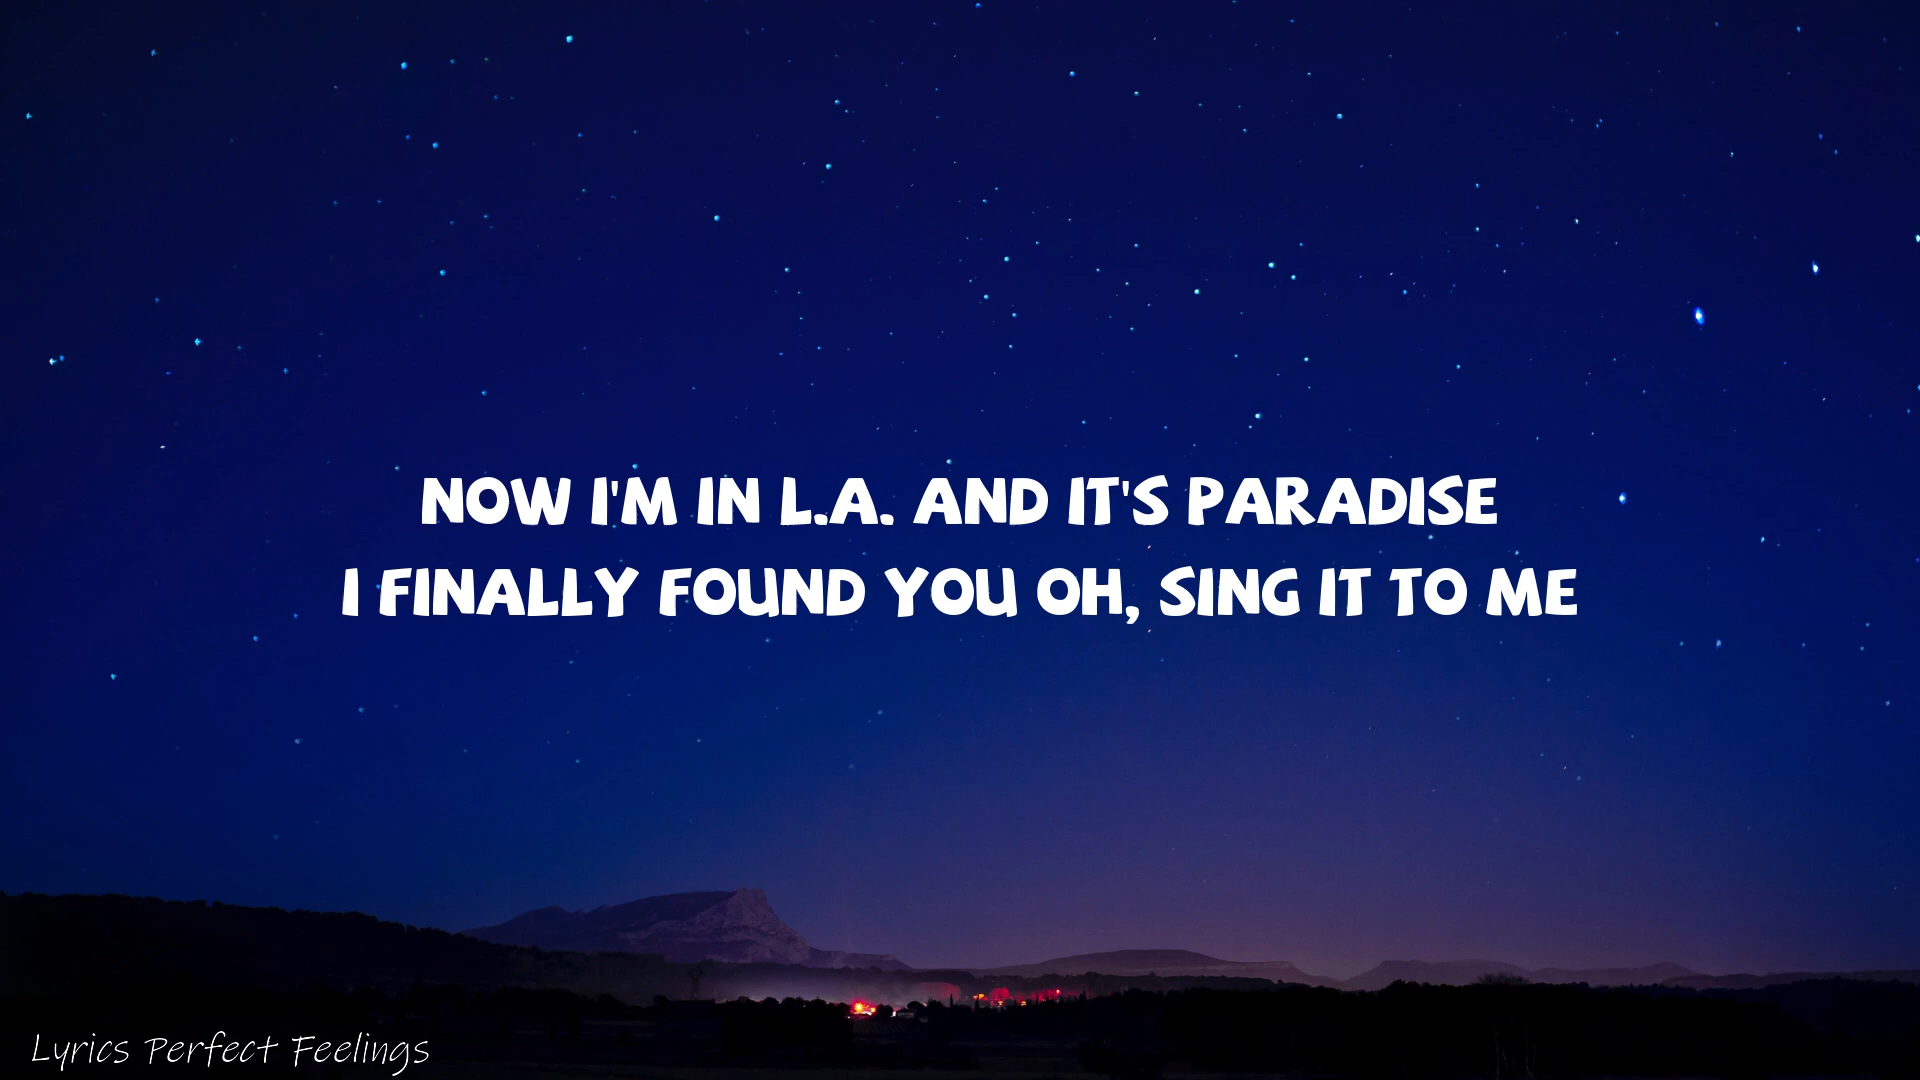 NOW I'M IN L.A. AND IT'S PARADISE
I FINALLY FOUND YOU OH, SING IT TO ME
Lyrics Perfect Feelings